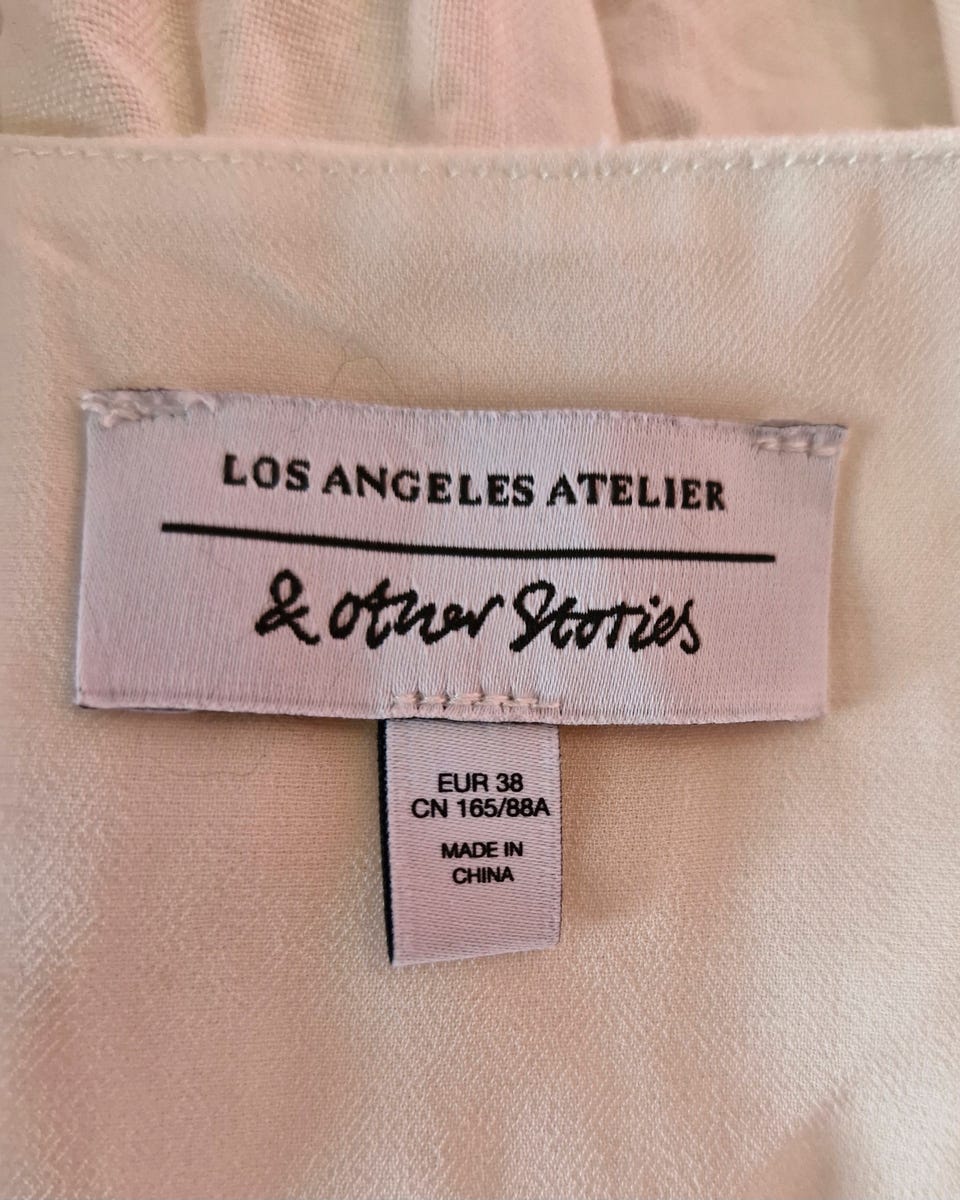 LOS ANGELES ATELIER
& other Stories
EUR 38
CN 165/88A
MADE IN
CHINA